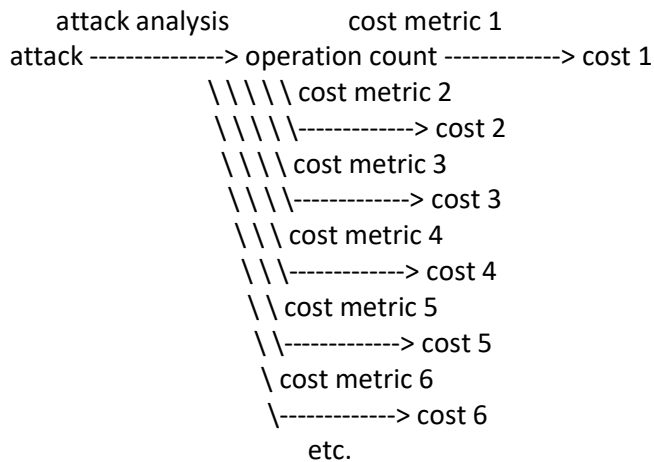 attack analysis cost metric 1
attack ---------------> operation count -------------> cost 1
\ \ \ \ \ cost metric 2
\ \ \ \ \-------------> cost 2
\ \ \ \ cost metric 3
\ \ \ \-------------> cost 3
\ \ \ cost metric 4
\ \ \-------------> cost 4
\ \ cost metric 5
\ \-------------> cost 5
\ cost metric 6
\-------------> cost 6
etc.